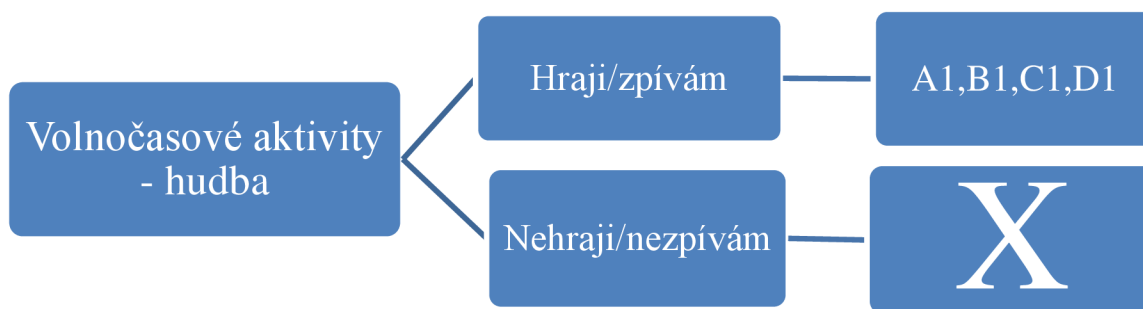 Volnočasové aktivity
- hudba
Hraji/zpívám
A1,B1,C1,D1
Nehraji/nezpívám
X